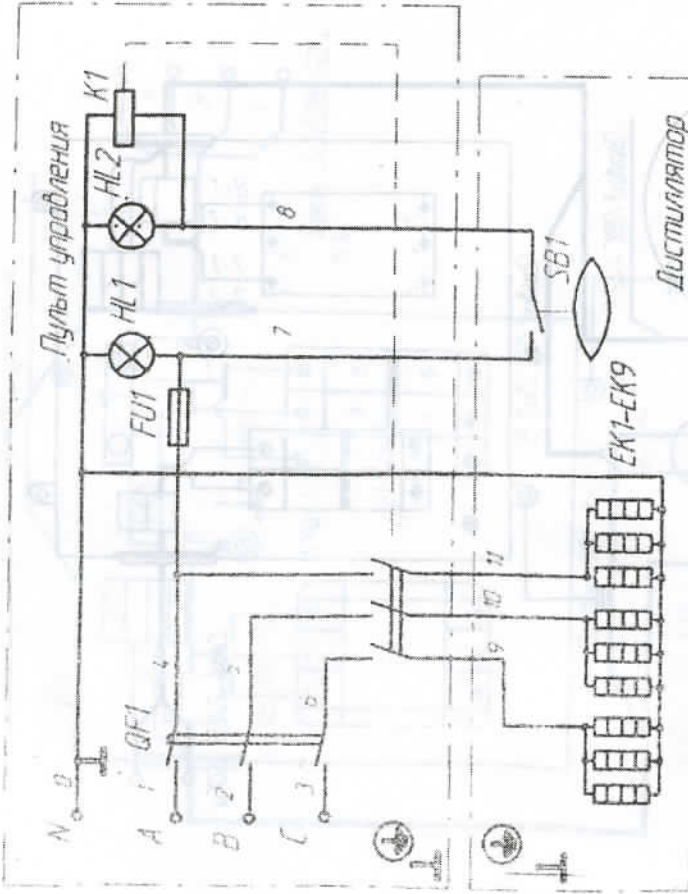 Пульт управления
N 0
A 1
B 2
C 3
QF1
4
5
6
FU1
HL1
HL2
K1
7
8
9
10
11
SB1
EK1-EK9
Дистиллятор